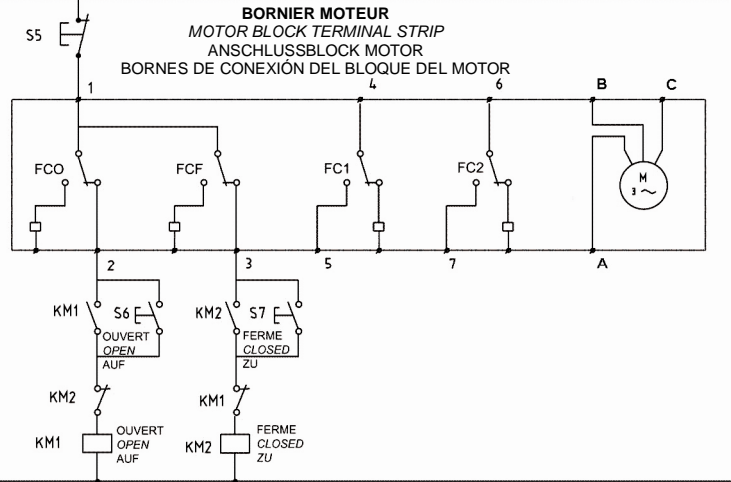 BORNIER MOTEUR
MOTOR BLOCK TERMINAL STRIP
ANSCHLUSSBLOCK MOTOR
BORNES DE CONEXIÓN DEL BLOQUE DEL MOTOR
S5
1
4
6
B
C
FCO
FCF
FC1
FC2
M
3 ~
2
3
5
7
A
KM1
S6
KM2
S7
OUVERT
OPEN
AUF
FERME
CLOSED
ZU
KM2
KM1
KM1
OUVERT
OPEN
AUF
KM2
FERME
CLOSED
ZU